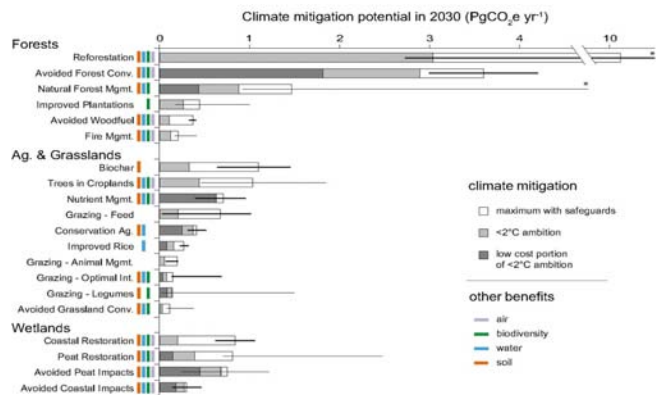 Climate mitigation potential in 2030 (PgCO₂e yr⁻¹)
0 1 2 3 4 10
Forests
Reforestation *
Avoided Forest Conv.
Natural Forest Mgmt. *
Improved Plantations
Avoided Woodfuel
Fire Mgmt.
Ag. & Grasslands
Biochar
Trees in Croplands
Nutrient Mgmt.
Grazing - Feed
Conservation Ag.
Improved Rice
Grazing - Animal Mgmt.
Grazing - Optimal Int.
Grazing - Legumes
Avoided Grassland Conv.
Wetlands
Coastal Restoration
Peat Restoration
Avoided Peat Impacts
Avoided Coastal Impacts
climate mitigation
maximum with safeguards
<2°C ambition
low cost portion
of <2°C ambition
other benefits
air
biodiversity
water
soil